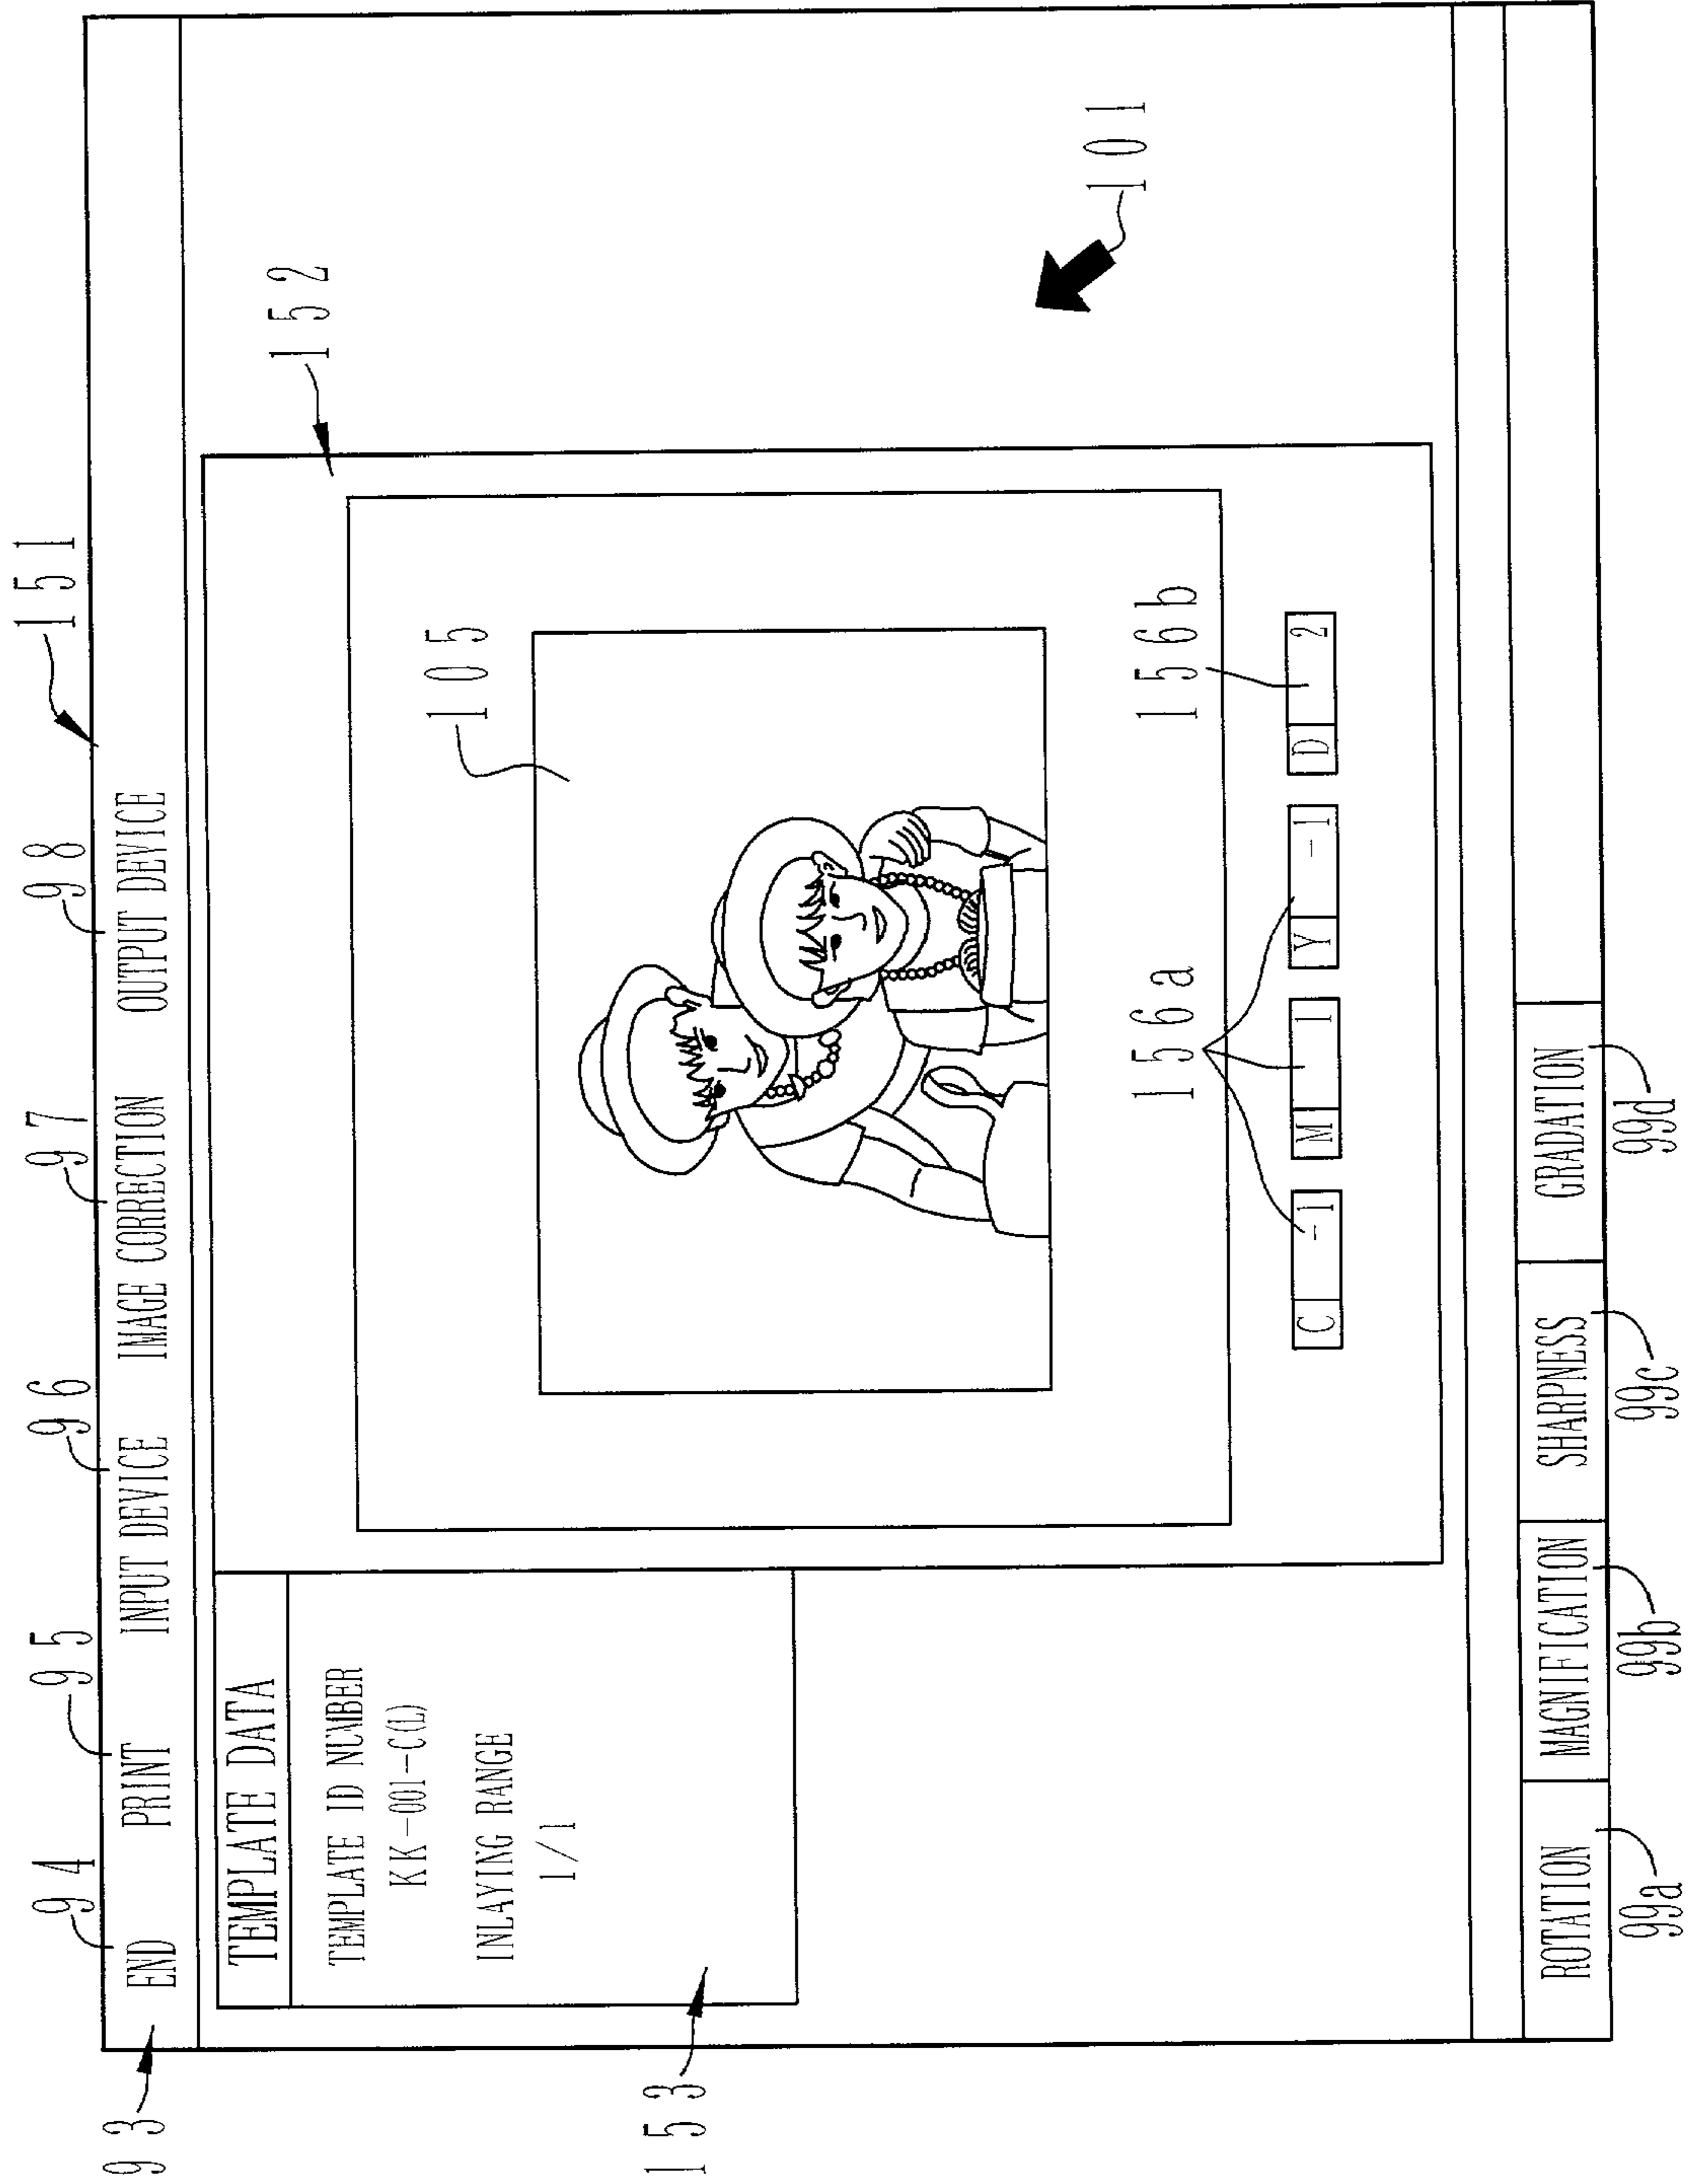 151
93
94
95
96
97
98
END PRINT INPUT DEVICE IMAGE CORRECTION OUTPUT DEVICE
152
TEMPLATE DATA
TEMPLATE ID NUMBER
KK-001-C(L)
INLAYING RANGE
1/1
153
105
101
156a
156b
C -1 M 1 Y -1 D 2
ROTATION MAGNIFICATION SHARPNESS GRADATION
99a
99b
99c
99d